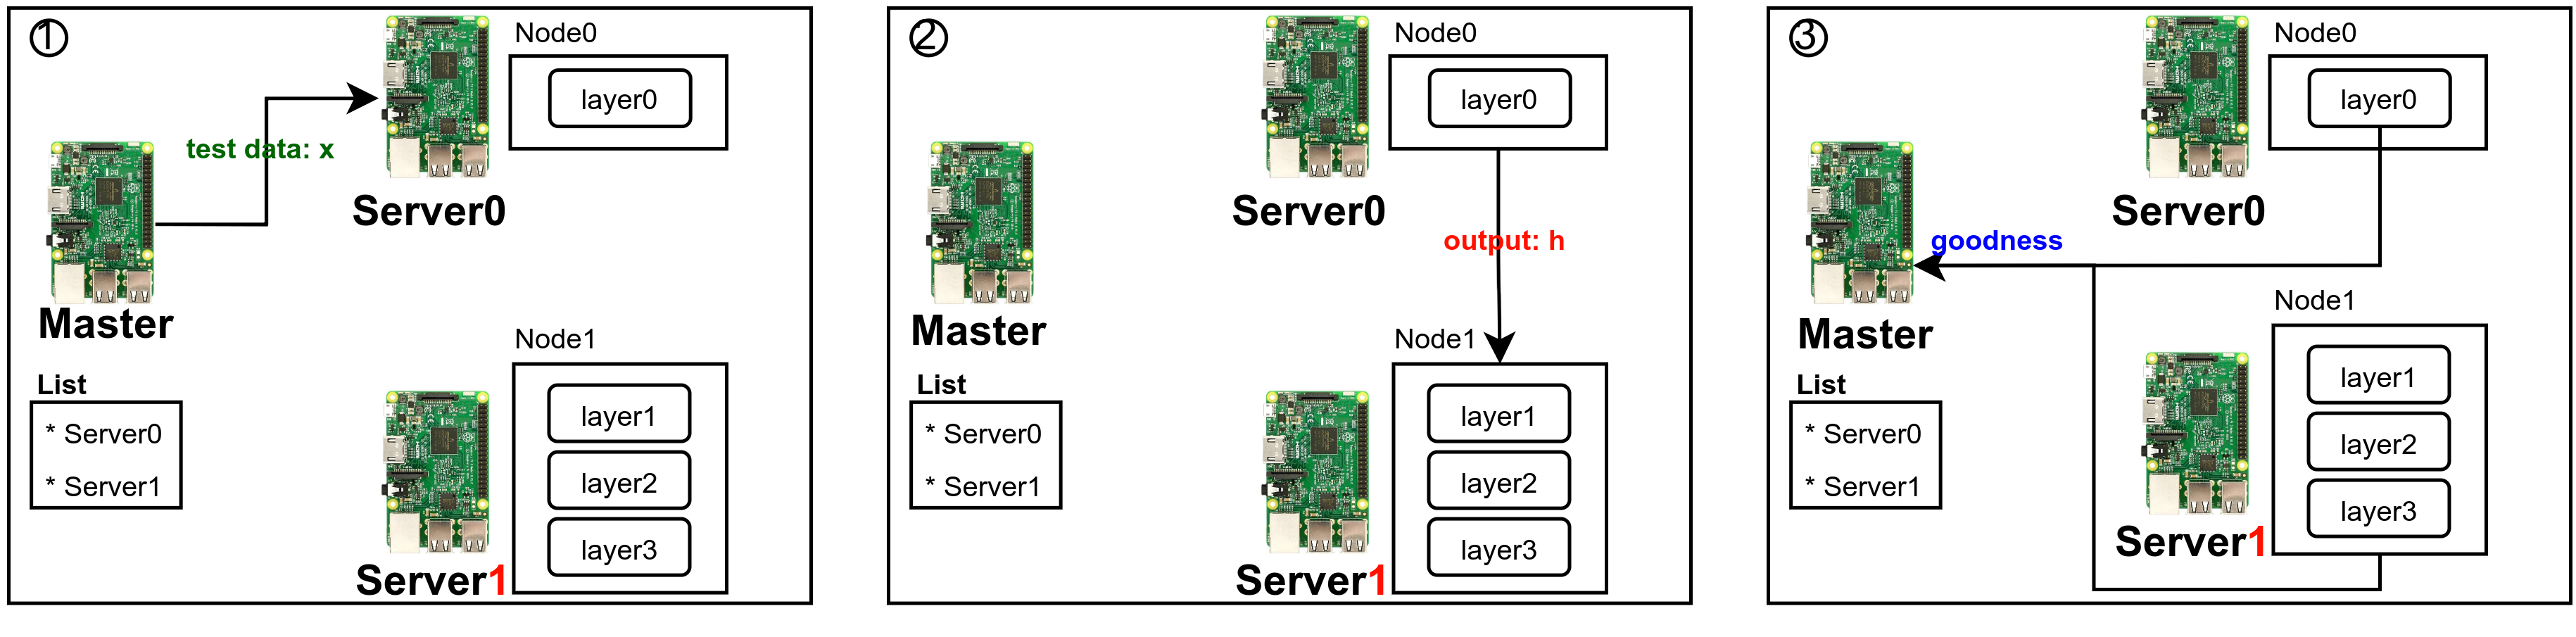 ①
Node0
layer0
test data: x
Server0
Master
Node1
List
* Server0
* Server1
layer1
layer2
layer3
Server1
②
Node0
layer0
Server0
output: h
Master
Node1
List
* Server0
* Server1
layer1
layer2
layer3
Server1
③
Node0
layer0
Server0
goodness
Node1
Master
List
* Server0
* Server1
layer1
layer2
layer3
Server1